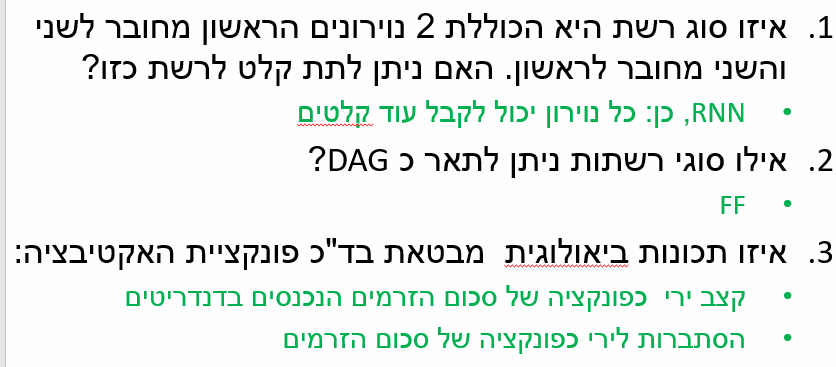 1. איזו סוג רשת היא הכוללת 2 נוירונים הראשון מחובר לשני
והשני מחובר לראשון. האם ניתן לתת קלט לרשת כזו?
• RNN, כן: כל נוירון יכול לקבל עוד קלטים
2. אילו סוגי רשתות ניתן לתאר כ DAG?
• FF
3. איזו תכונות ביאולוגית מבטאת בד"כ פונקציית האקטיבציה:
• קצב ירי כפונקציה של סכום הזרמים הנכנסים בדנדריטים
• הסתברות לירי כפונקציה של סכום הזרמים